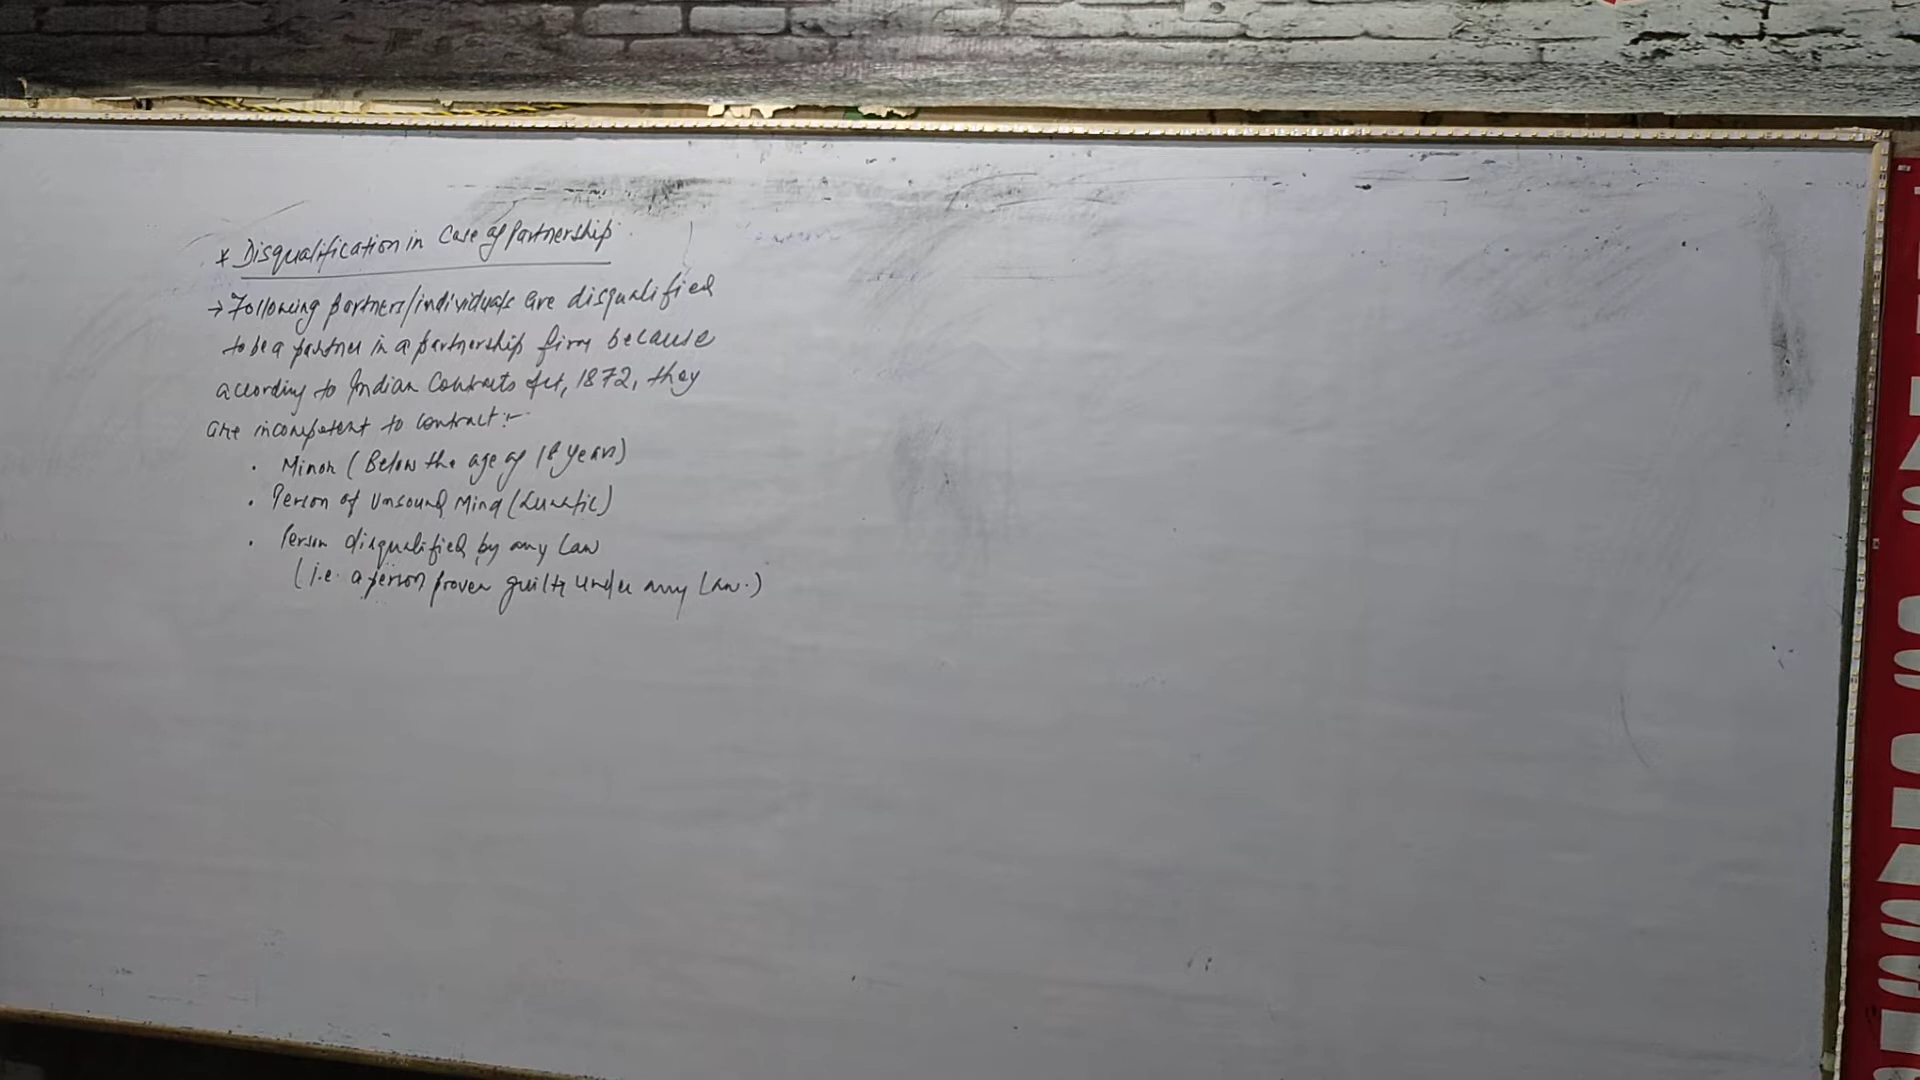 * Disqualification in Case of Partnership
→ Following partners/individuals are disqualified
to be a partner in a partnership firm because
according to Indian Contracts Act, 1872, they
are incompetent to contract :-
• Minor (Below the age of 18 years)
• Person of Unsound Mind (Lunatic)
• Person disqualified by any Law
(i.e. a person proven guilty under any Law.)